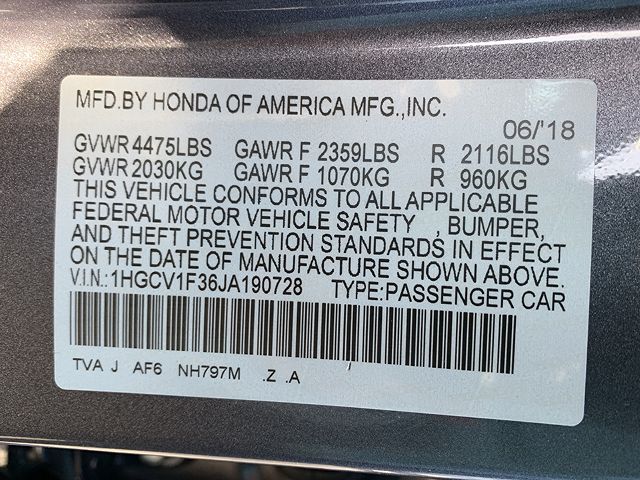 MFD.BY HONDA OF AMERICA MFG.,INC.
06/'18
GVWR 4475LBS GAWR F 2359LBS R 2116LBS
GVWR 2030KG GAWR F 1070KG R 960KG
THIS VEHICLE CONFORMS TO ALL APPLICABLE
FEDERAL MOTOR VEHICLE SAFETY , BUMPER,
AND THEFT PREVENTION STANDARDS IN EFFECT
ON THE DATE OF MANUFACTURE SHOWN ABOVE.
V.I.N.:1HGCV1F36JA190728 TYPE:PASSENGER CAR
TVA J AF6 NH797M .Z .A